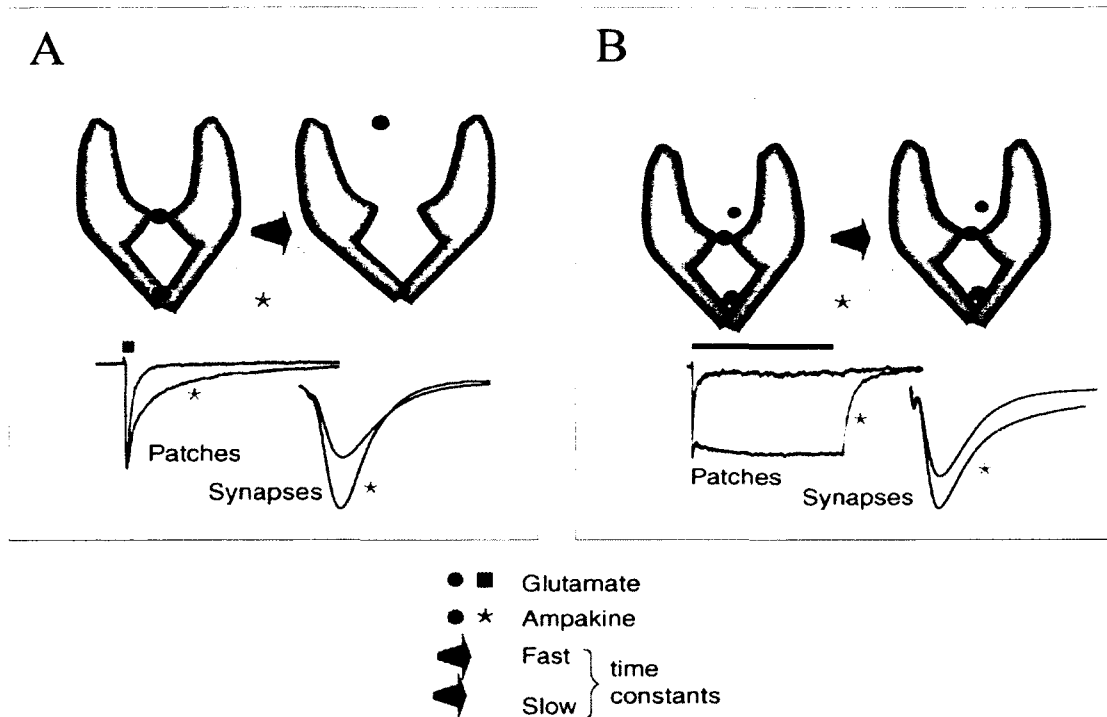 A
B
Patches
Synapses
Patches
Synapses
Glutamate
Ampakine
Fast
Slow
time
constants